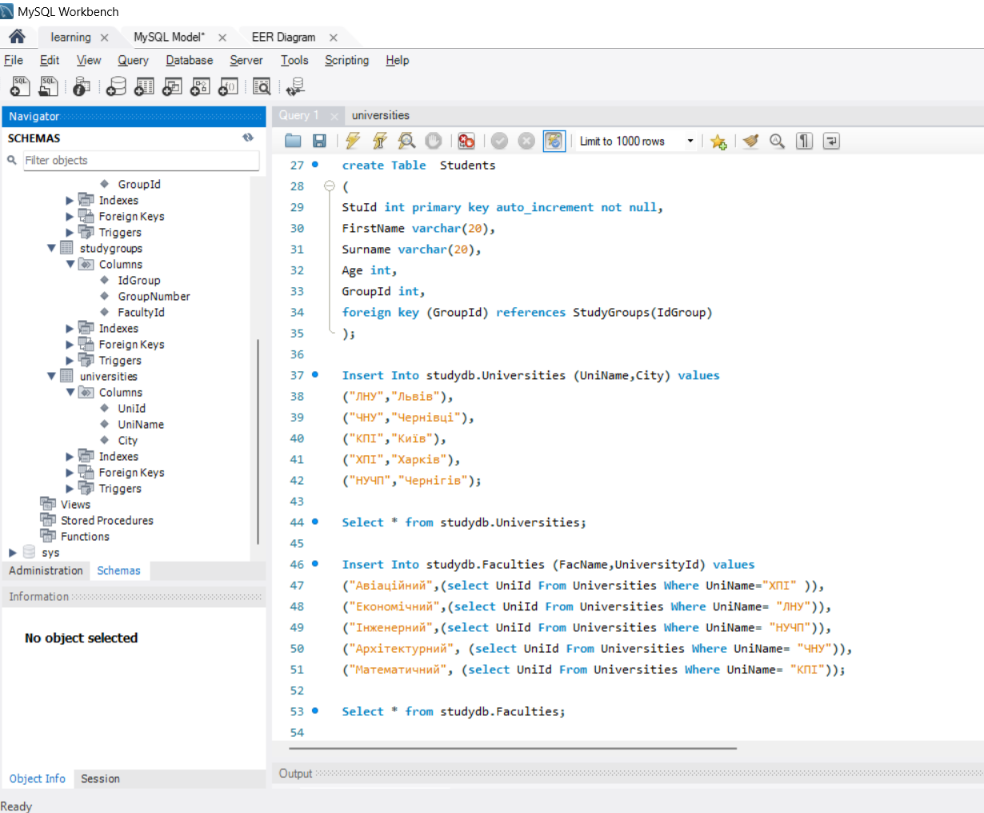 MySQL Workbench
learning
MySQL Model*
EER Diagram
File Edit View Query Database Server Tools Scripting Help
Navigator
SCHEMAS
Filter objects
GroupId
Indexes
Foreign Keys
Triggers
studygroups
Columns
IdGroup
GroupNumber
FacultyId
Indexes
Foreign Keys
Triggers
universities
Columns
UniId
UniName
City
Indexes
Foreign Keys
Triggers
Views
Stored Procedures
Functions
sys
Administration Schemas
Information
No object selected
Object Info Session
Ready
Query 1 universities
Limit to 1000 rows
27 create Table Students
28 (
29 StuId int primary key auto_increment not null,
30 FirstName varchar(20),
31 Surname varchar(20),
32 Age int,
33 GroupId int,
34 foreign key (GroupId) references StudyGroups(IdGroup)
35 );
36
37 Insert Into studydb.Universities (UniName,City) values
38 ("ЛНУ","Львів"),
39 ("ЧНУ","Чернівці"),
40 ("КПІ","Київ"),
41 ("ХПІ","Харків"),
42 ("НУЧП","Чернігів");
43
44 Select * from studydb.Universities;
45
46 Insert Into studydb.Faculties (FacName,UniversityId) values
47 ("Авіаційний",(select UniId From Universities Where UniName="ХПІ" )),
48 ("Економічний",(select UniId From Universities Where UniName= "ЛНУ")),
49 ("Інженерний",(select UniId From Universities Where UniName= "НУЧП")),
50 ("Архітектурний", (select UniId From Universities Where UniName= "ЧНУ")),
51 ("Математичний", (select UniId From Universities Where UniName= "КПІ"));
52
53 Select * from studydb.Faculties;
54
Output